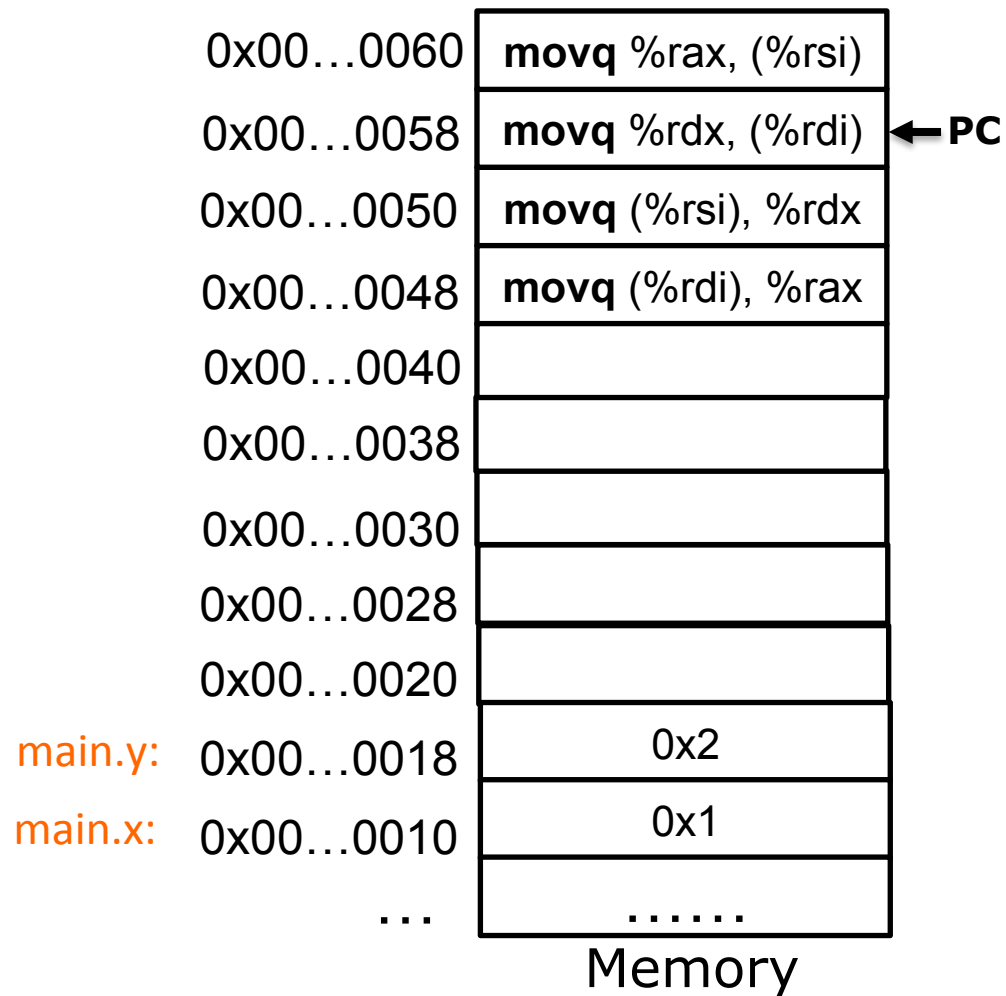 0x00…0060 movq %rax, (%rsi)
0x00…0058 movq %rdx, (%rdi) PC
0x00…0050 movq (%rsi), %rdx
0x00…0048 movq (%rdi), %rax
0x00…0040
0x00…0038
0x00…0030
0x00…0028
0x00…0020
main.y: 0x00…0018 0x2
main.x: 0x00…0010 0x1
… ……
Memory